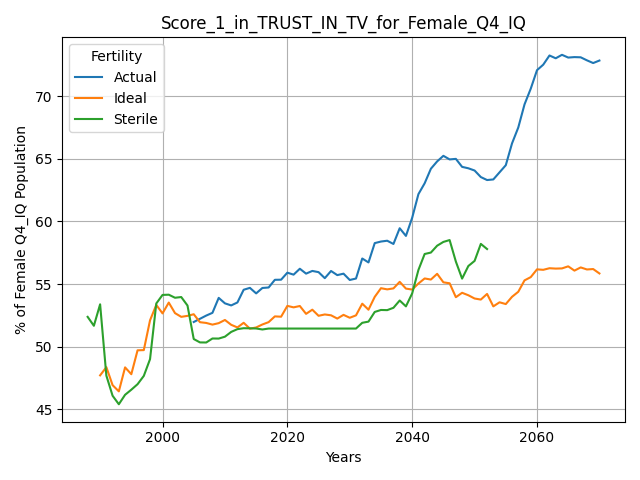 Score_1_in_TRUST_IN_TV_for_Female_Q4_IQ
Fertility
Actual
Ideal
Sterile
% of Female Q4_IQ Population
70
65
60
55
50
45
2000
2020
2040
2060
Years